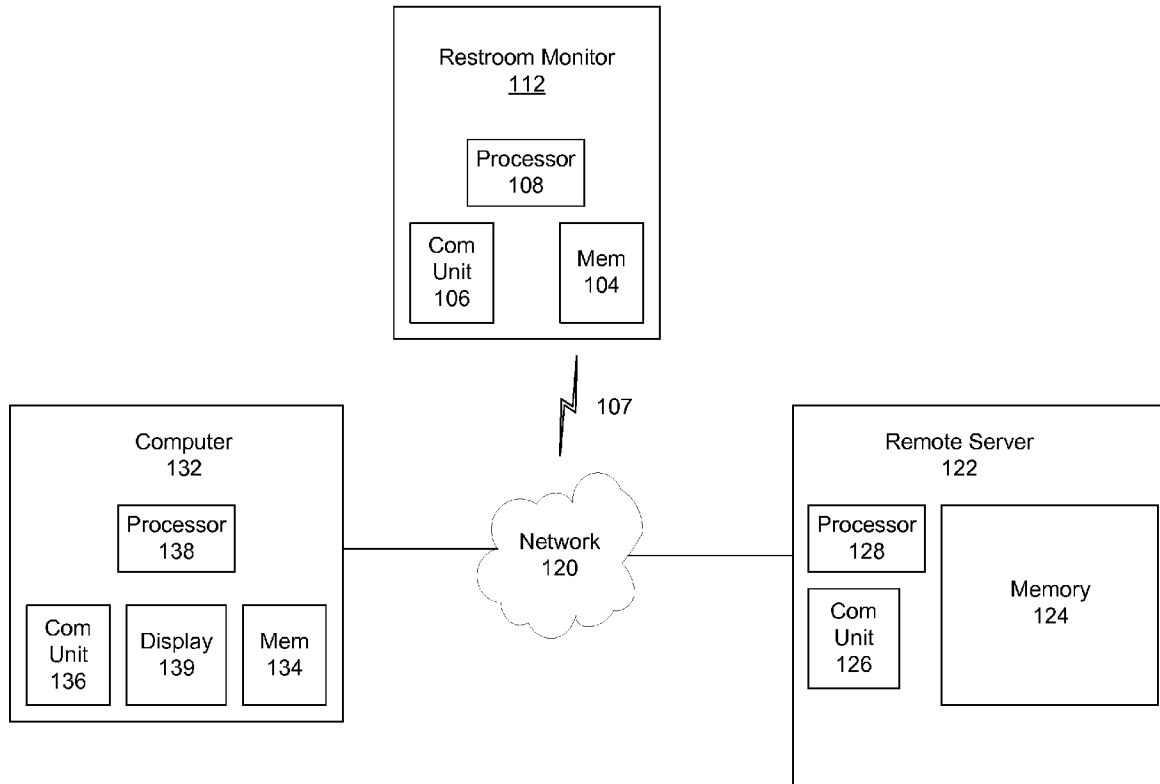 Restroom Monitor
112
Processor
108
Com
Unit
106
Mem
104
107
Computer
132
Processor
138
Com
Unit
136
Display
139
Mem
134
Network
120
Remote Server
122
Processor
128
Com
Unit
126
Memory
124